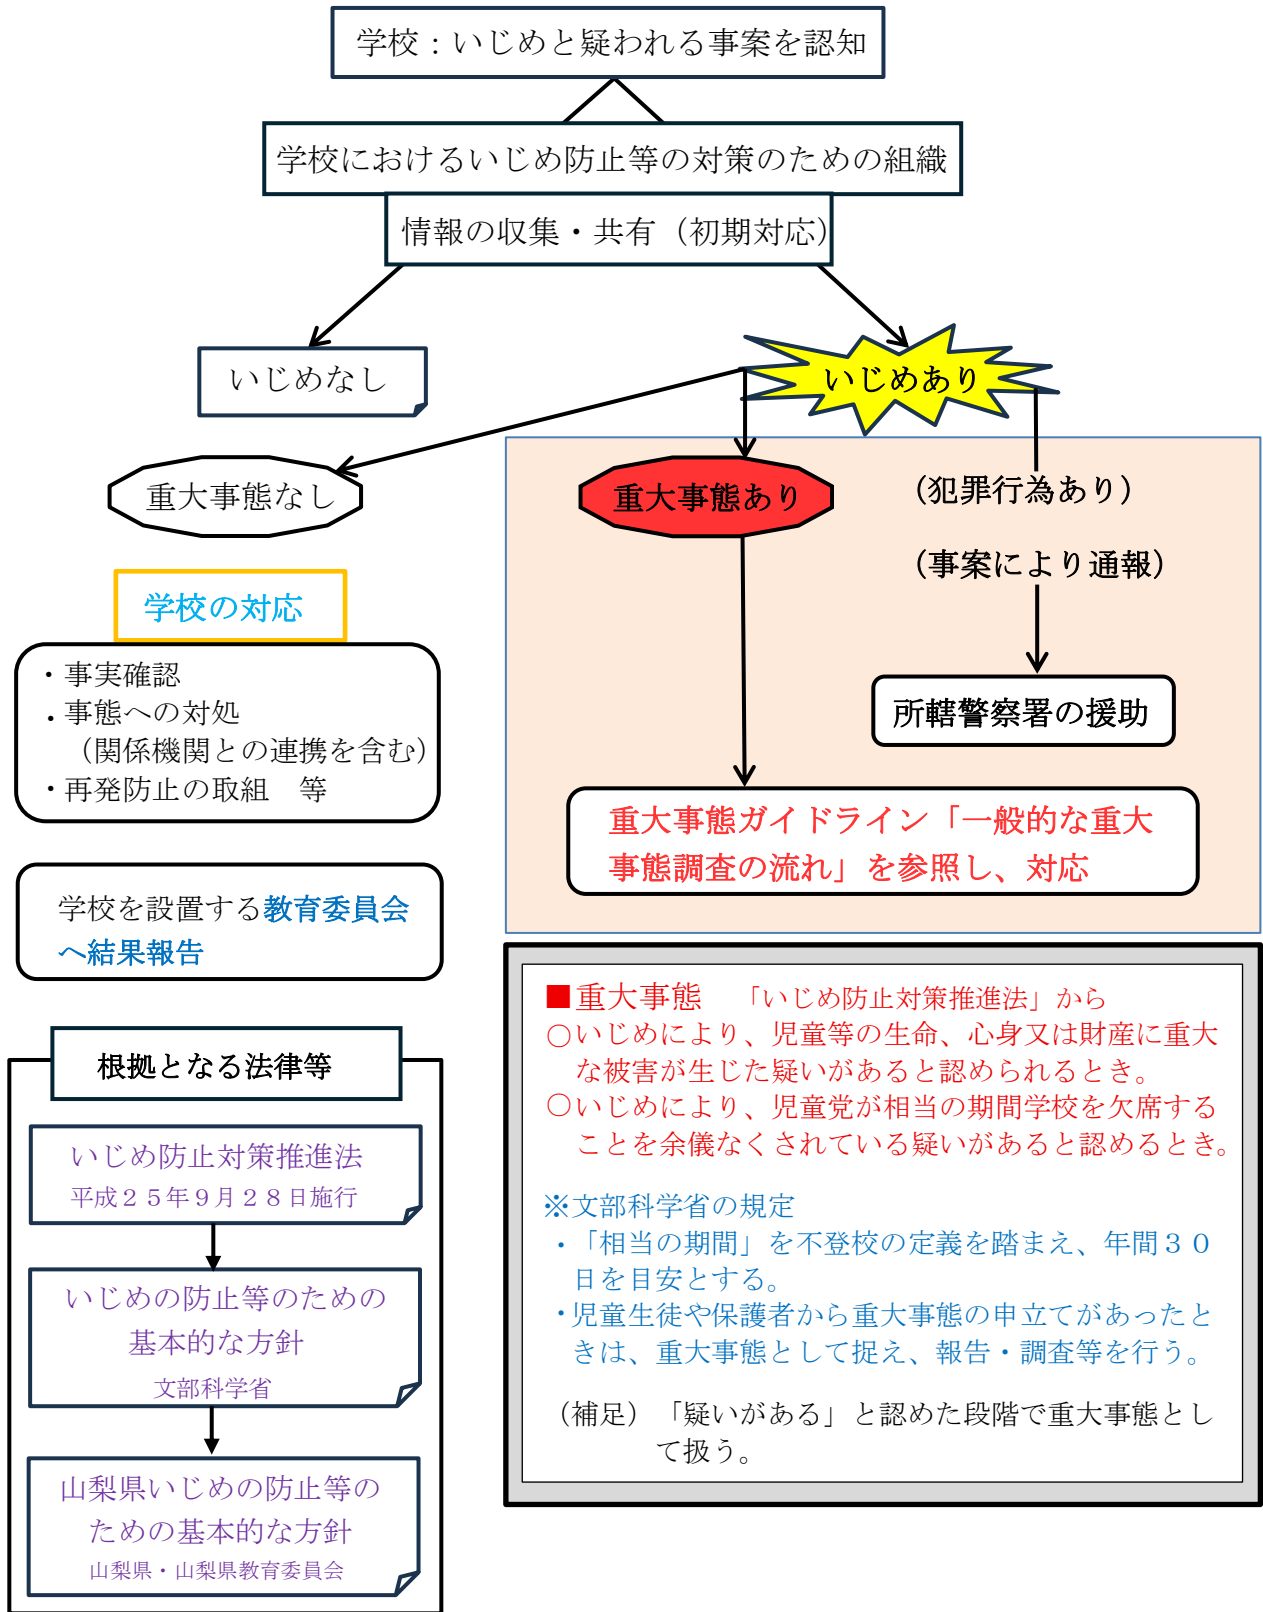 学校：いじめと疑われる事案を認知
学校におけるいじめ防止等の対策のための組織
情報の収集・共有（初期対応）
いじめなし
いじめあり
重大事態なし
重大事態あり
（犯罪行為あり）
（事案により通報）
所轄警察署の援助
重大事態ガイドライン「一般的な重大
事態調査の流れ」を参照し、対応
学校の対応
・事実確認
．事態への対処
（関係機関との連携を含む）
・再発防止の取組　等
学校を設置する教育委員会
へ結果報告
根拠となる法律等
いじめ防止対策推進法
平成２５年９月２８日施行
いじめの防止等のための
基本的な方針
文部科学省
山梨県いじめの防止等の
ための基本的な方針
山梨県・山梨県教育委員会
■重大事態　「いじめ防止対策推進法」から
○いじめにより、児童等の生命、心身又は財産に重大
な被害が生じた疑いがあると認められるとき。
○いじめにより、児童党が相当の期間学校を欠席する
ことを余儀なくされている疑いがあると認めるとき。
※文部科学省の規定
・「相当の期間」を不登校の定義を踏まえ、年間３０
日を目安とする。
・児童生徒や保護者から重大事態の申立てがあったと
きは、重大事態として捉え、報告・調査等を行う。
（補足）「疑いがある」と認めた段階で重大事態とし
て扱う。